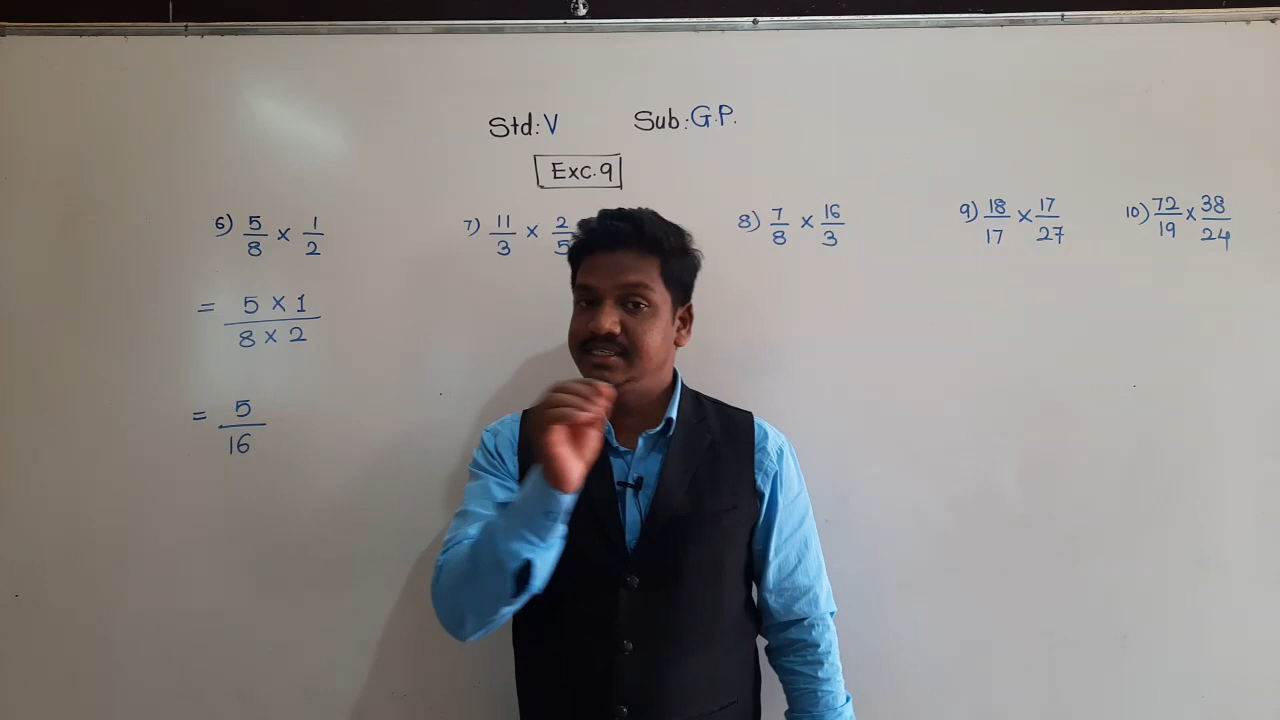 Std: V Sub: G.P.
Exc. 9
6) 5/8 × 1/2
= 5 × 1 / 8 × 2
= 5/16
7) 11/3 × 2/5
8) 7/8 × 16/3
9) 18/17 × 17/27
10) 72/19 × 38/24